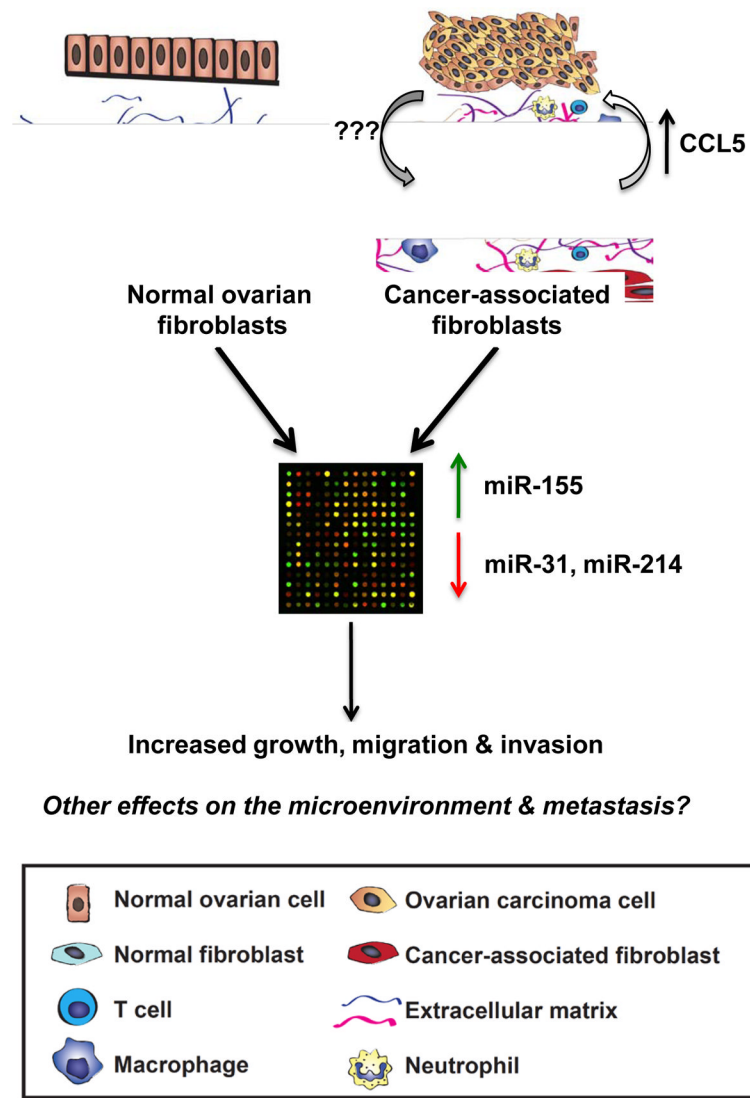 ???
CCL5
Normal ovarian
fibroblasts
Cancer-associated
fibroblasts
miR-155
miR-31, miR-214
Increased growth, migration & invasion
Other effects on the microenvironment & metastasis?
Normal ovarian cell
Ovarian carcinoma cell
Normal fibroblast
Cancer-associated fibroblast
T cell
Extracellular matrix
Macrophage
Neutrophil